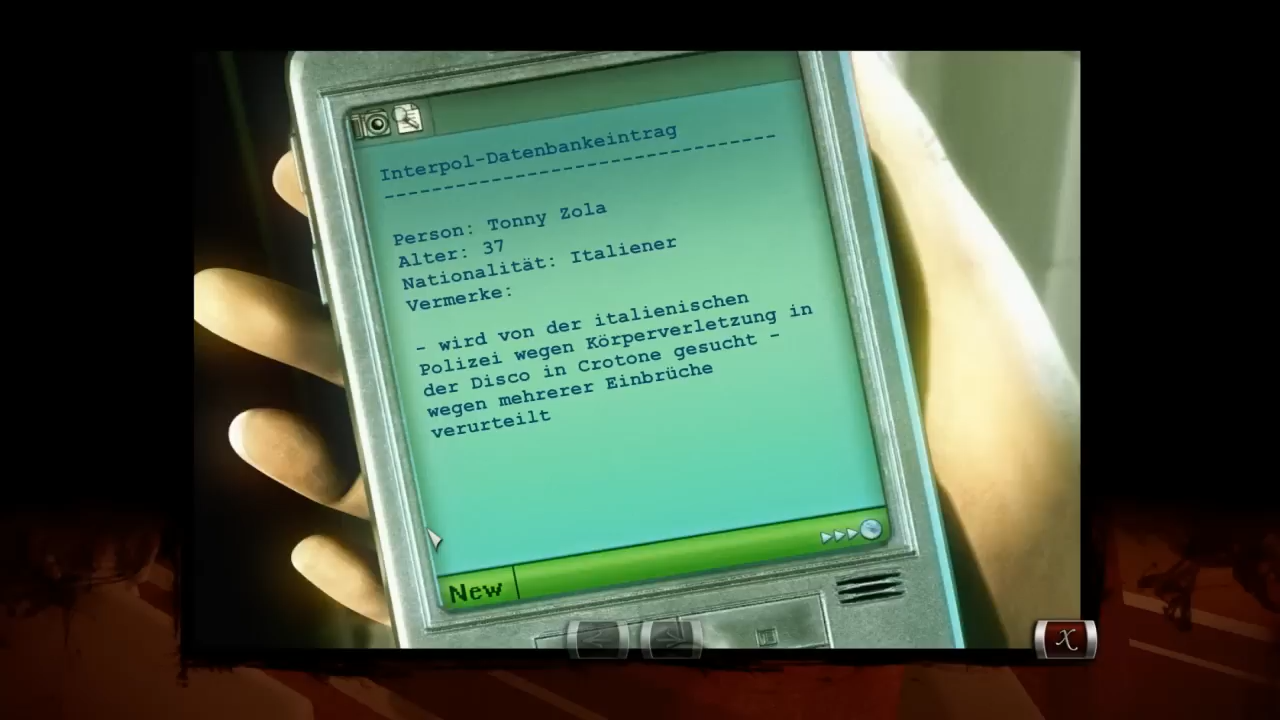 Interpol-Datenbankeintrag
---------------------------------
Person: Tonny Zola
Alter: 37
Nationalität: Italiener
Vermerke:
- wird von der italienischen
Polizei wegen Körperverletzung in
der Disco in Crotone gesucht -
wegen mehrerer Einbrüche
verurteilt
New
X